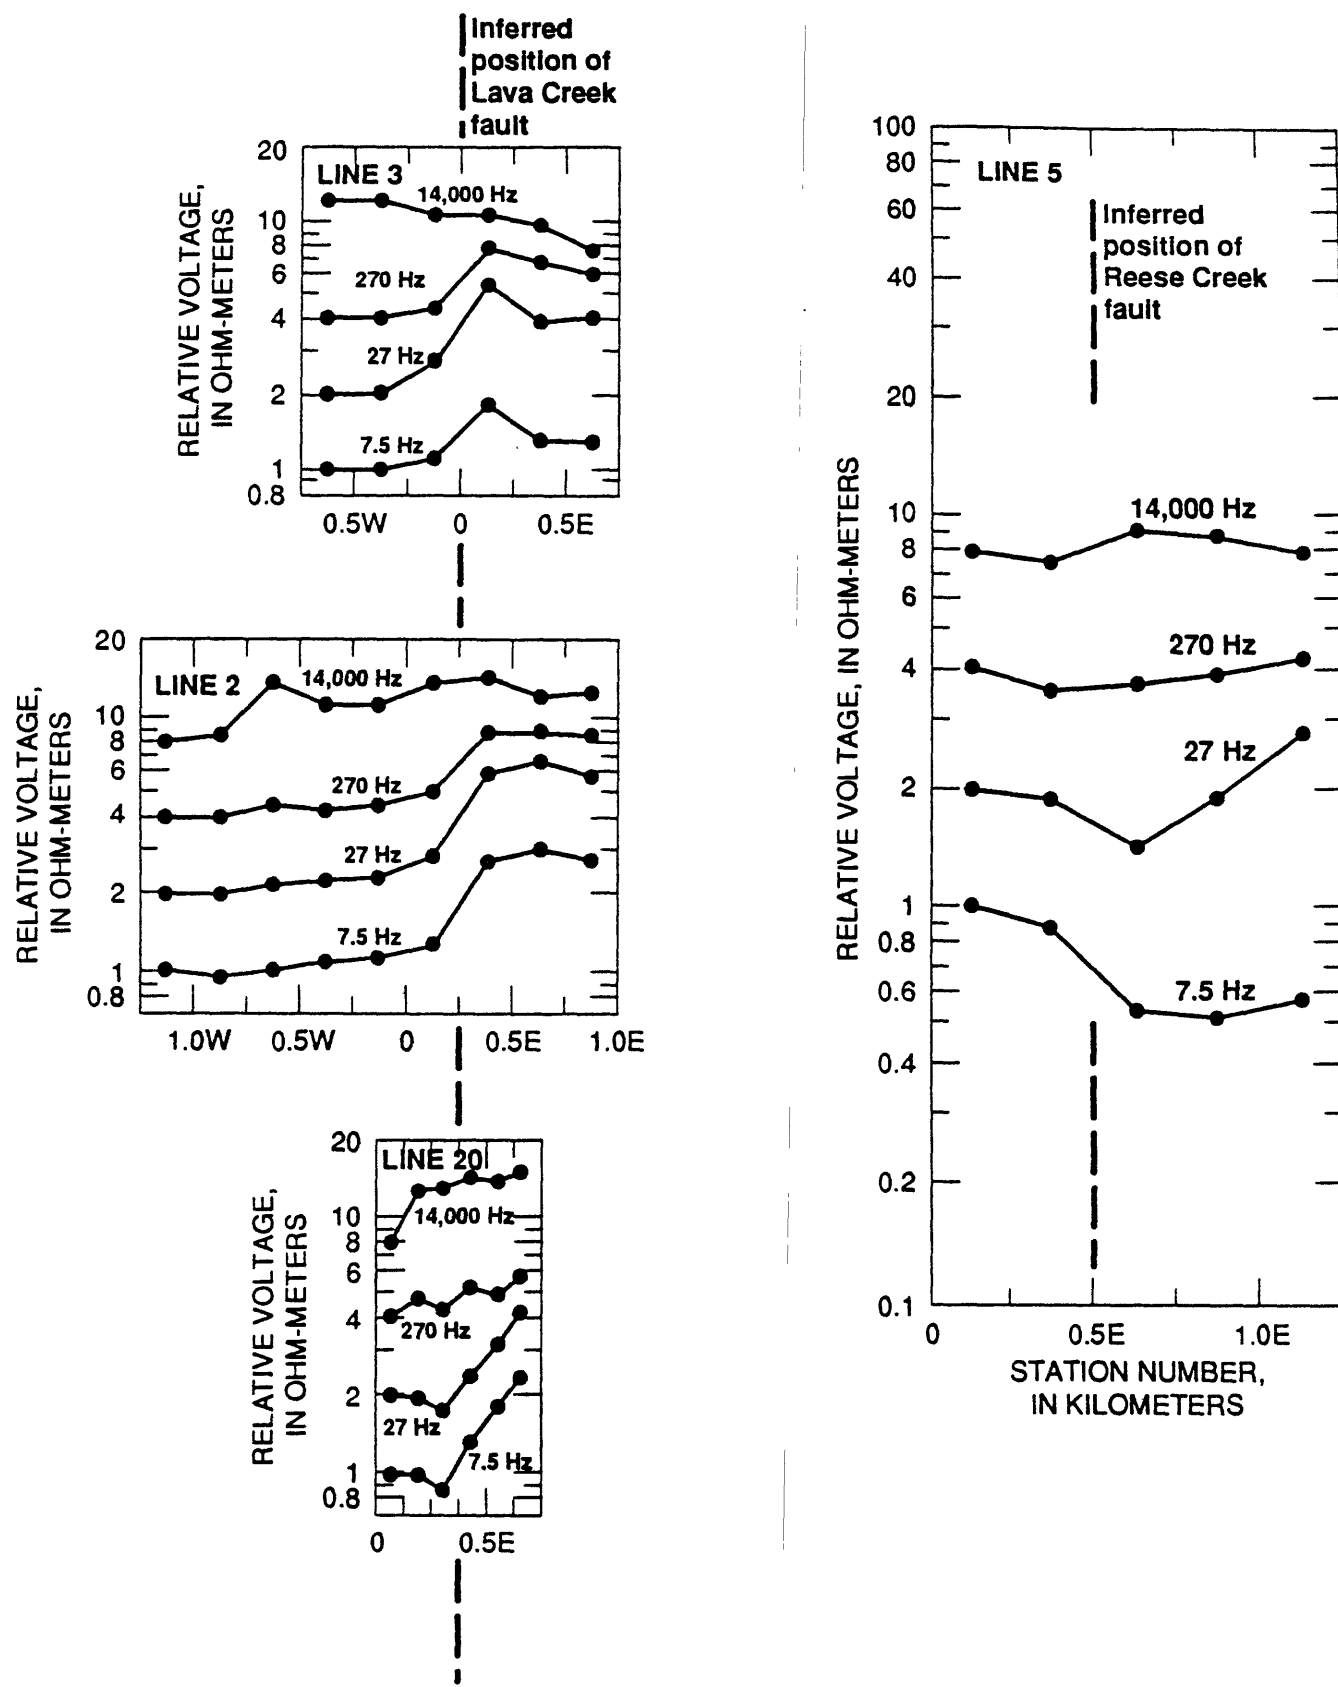 Inferred
position of
Lava Creek
fault
RELATIVE VOLTAGE,
IN OHM-METERS
20
10
8
6
4
2
1
0.8
LINE 3
14,000 Hz
270 Hz
27 Hz
7.5 Hz
0.5W 0 0.5E
RELATIVE VOLTAGE,
IN OHM-METERS
20
10
8
6
4
2
1
0.8
LINE 2
14,000 Hz
270 Hz
27 Hz
7.5 Hz
1.0W 0.5W 0 0.5E 1.0E
RELATIVE VOLTAGE,
IN OHM-METERS
20
10
8
6
4
2
1
0.8
LINE 20
14,000 Hz
270 Hz
27 Hz
7.5 Hz
0 0.5E
RELATIVE VOLTAGE, IN OHM-METERS
100
80
60
40
20
10
8
6
4
2
1
0.8
0.6
0.4
0.2
0.1
LINE 5
Inferred
position of
Reese Creek
fault
14,000 Hz
270 Hz
27 Hz
7.5 Hz
0 0.5E 1.0E
STATION NUMBER,
IN KILOMETERS